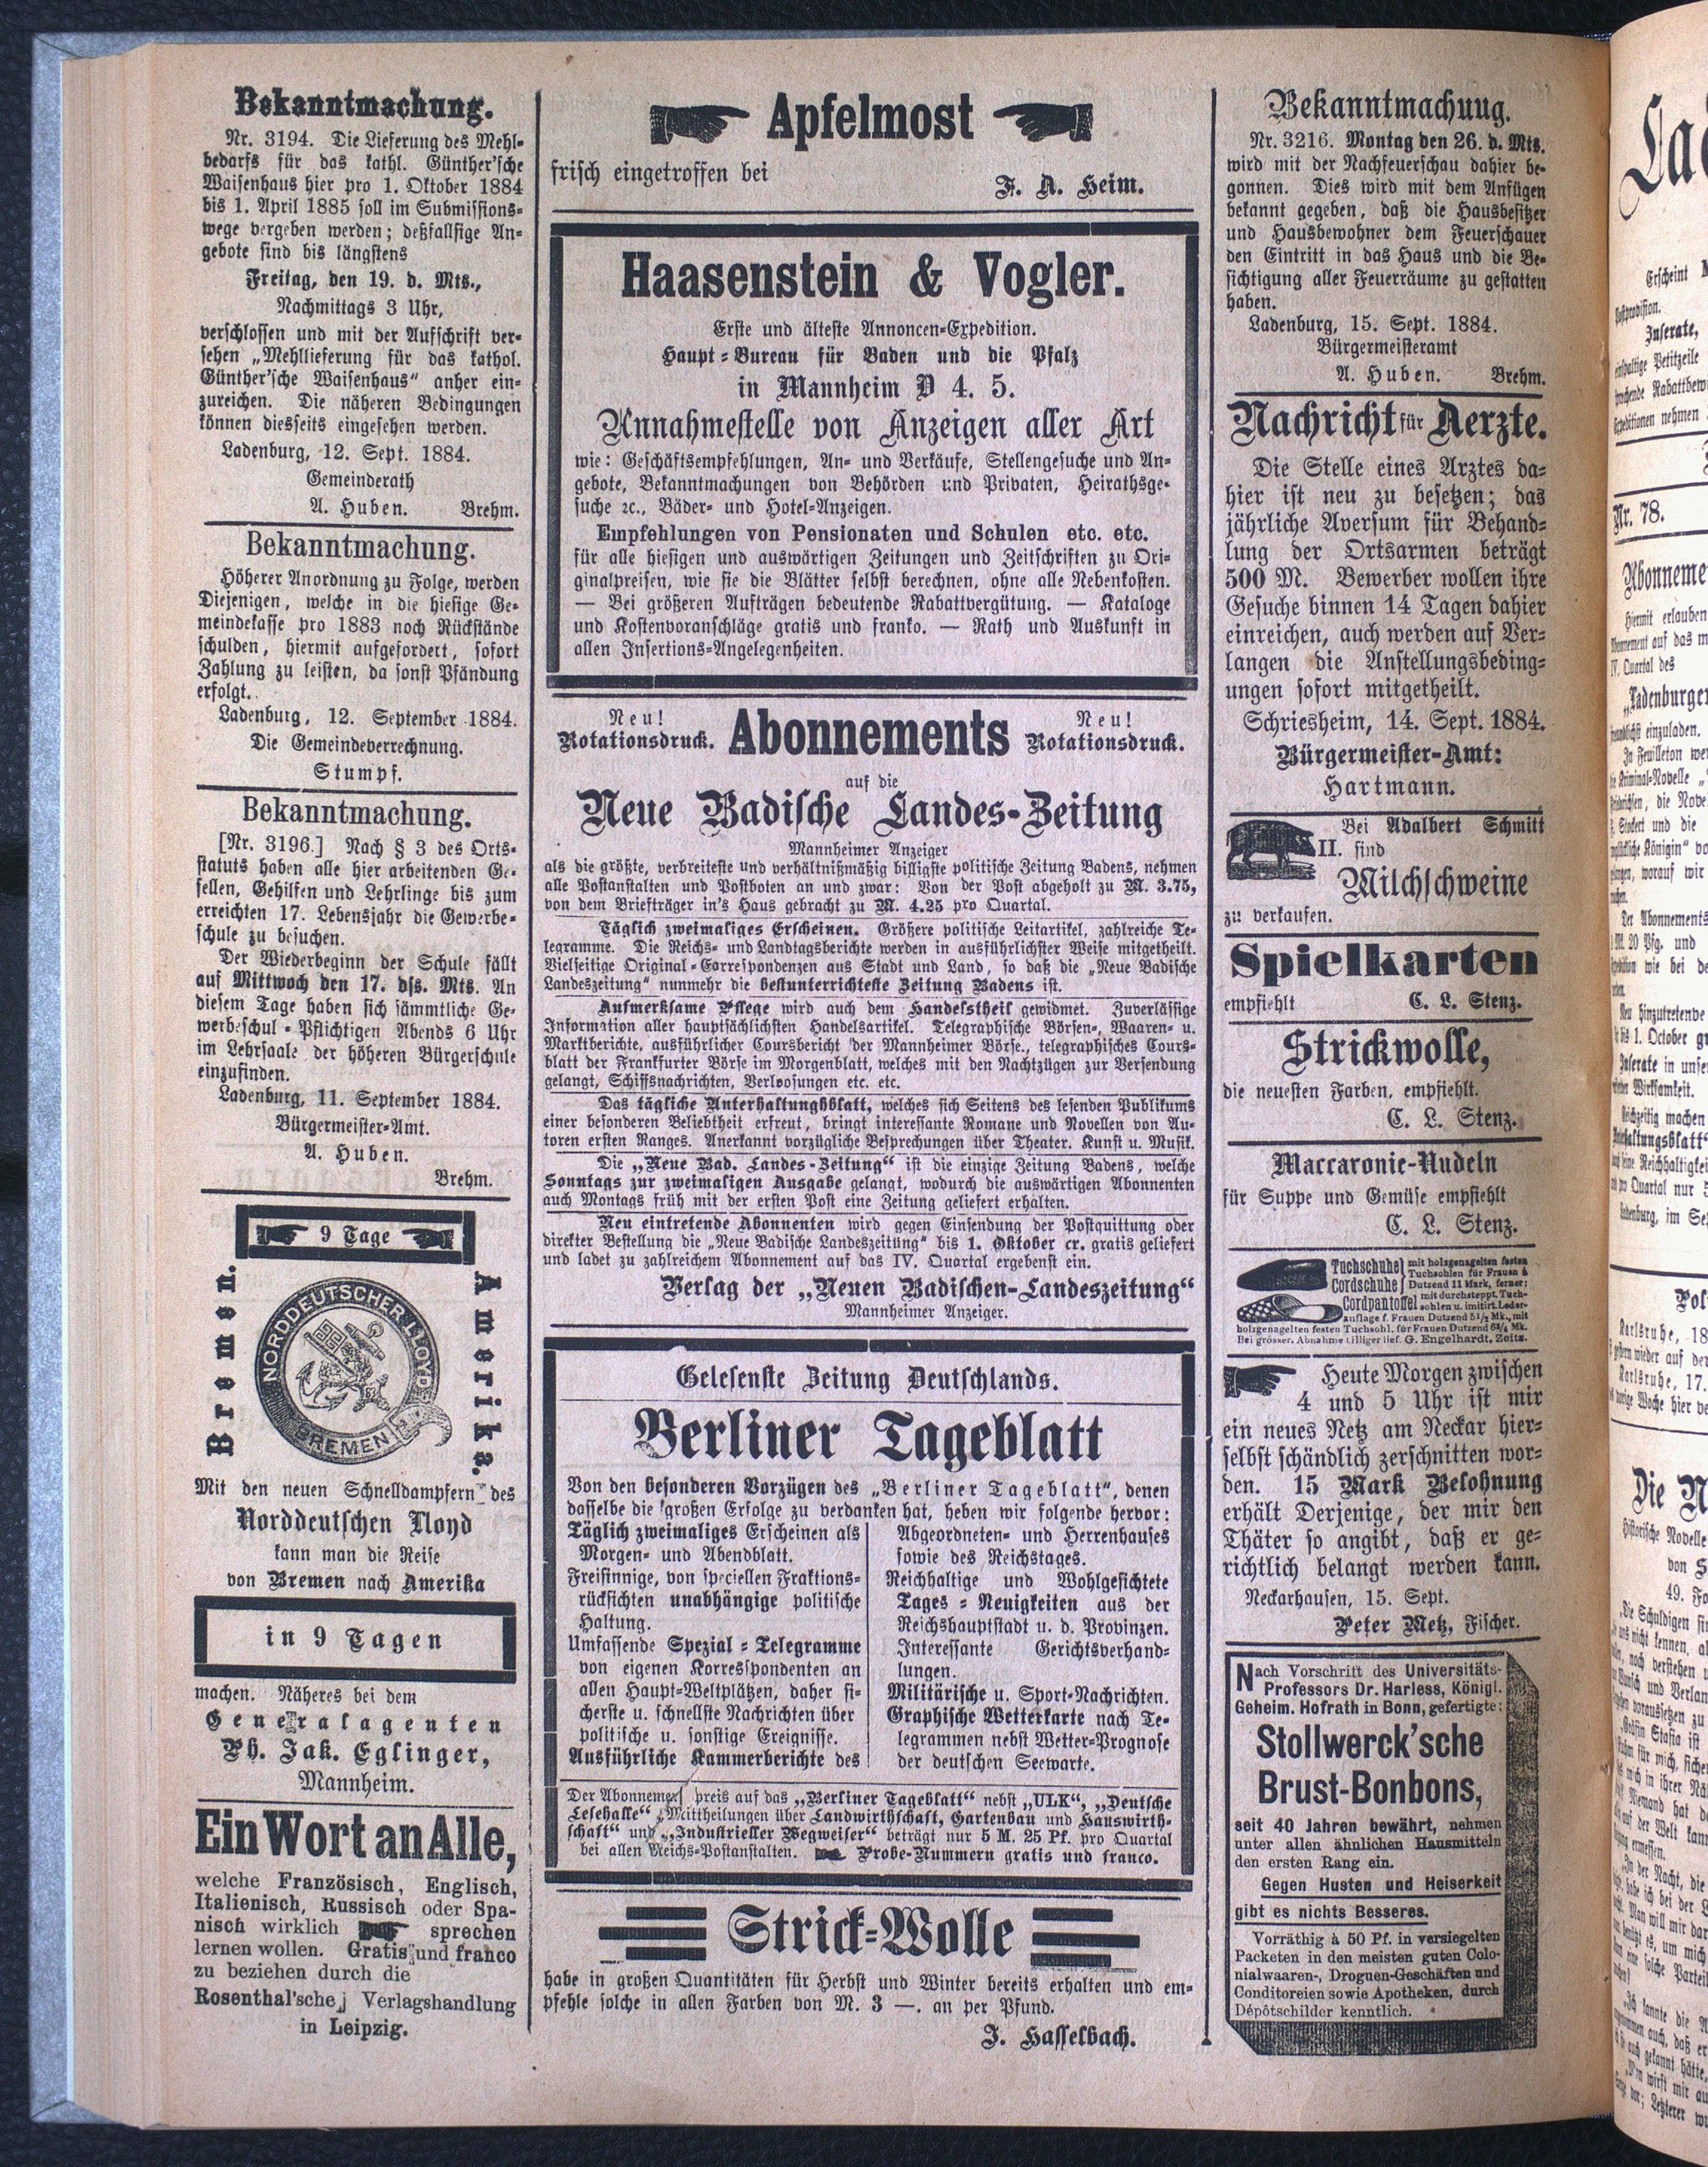 Bekanntmachung.
Nr. 3194. Die Lieferung des Mehl-
bedarfs für das kathl. Günther'sche
Waisenhaus hier pro 1. Oktober 1884
bis 1. April 1885 soll im Submissions-
wege vergeben werden; deßfallsige An-
gebote sind bis längstens
Freitag, den 19. d. Mts.,
Nachmittags 3 Uhr,
verschlossen und mit der Aufschrift ver-
sehen „Mehllieferung für das kathol.
Günther'sche Waisenhaus" anher ein-
zureichen. Die näheren Bedingungen
können diesseits eingesehen werden.
Ladenburg, 12. Sept. 1884.
Gemeinderath
A. Huben. Brehm.
Bekanntmachung.
Höherer Anordnung zu Folge, werden
Diejenigen, welche in die hiesige Ge-
meindekasse pro 1883 noch Rückstände
schulden, hiermit aufgefordert, sofort
Zahlung zu leisten, da sonst Pfändung
erfolgt.
Ladenburg, 12. September 1884.
Die Gemeindeverrechnung.
Stumpf.
Bekanntmachung.
[Nr. 3196.] Nach § 3 des Orts-
statuts haben alle hier arbeitenden Ge-
sellen, Gehilfen und Lehrlinge bis zum
erreichten 17. Lebensjahr die Gewerbe-
schule zu besuchen.
Der Wiederbeginn der Schule fällt
auf Mittwoch den 17. dss. Mts. An
diesem Tage haben sich sämmtliche Ge-
werbeschul-Pflichtigen Abends 6 Uhr
im Lehrsaale der höheren Bürgerschule
einzufinden.
Ladenburg, 11. September 1884.
Bürgermeister-Amt.
A. Huben.
Brehm.
9 Tage
Bremen.
Amerika.
NORDDEUTSCHER LLOYD
BREMEN
Mit den neuen Schnelldampfern des
Norddeutschen Lloyd
kann man die Reise
von Bremen nach Amerika
in 9 Tagen
machen. Näheres bei dem
Generalagenten
Ph. Jak. Eglinger,
Mannheim.
Ein Wort an Alle,
welche Französisch, Englisch,
Italienisch, Russisch oder Spa-
nisch wirklich sprechen
lernen wollen. Gratis und franco
zu beziehen durch die
Rosenthal'sche Verlagshandlung
in Leipzig.
Apfelmost
frisch eingetroffen bei
F. A. Heim.
Haasenstein & Vogler.
Erste und älteste Annoncen-Expedition.
Haupt-Bureau für Baden und die Pfalz
in Mannheim D 4. 5.
Annahmestelle von Anzeigen aller Art
wie: Geschäftsempfehlungen, An- und Verkäufe, Stellengesuche und An-
gebote, Bekanntmachungen von Behörden und Privaten, Heirathsge-
suche ꝛc., Bäder- und Hotel-Anzeigen.
Empfehlungen von Pensionaten und Schulen etc. etc.
für alle hiesigen und auswärtigen Zeitungen und Zeitschriften zu Ori-
ginalpreisen, wie sie die Blätter selbst berechnen, ohne alle Nebenkosten.
— Bei größeren Aufträgen bedeutende Rabattvergütung. — Kataloge
und Kostenvoranschläge gratis und franko. — Rath und Auskunft in
allen Insertions-Angelegenheiten.
Neu! Neu!
Rotationsdruck. Abonnements Rotationsdruck.
auf die
Neue Badische Landes-Zeitung
Mannheimer Anzeiger
als die größte, verbreiteste und verhältnißmäßig billigste politische Zeitung Badens, nehmen
alle Postanstalten und Postboten an und zwar: Von der Post abgeholt zu M. 3.75,
von dem Briefträger in's Haus gebracht zu M. 4.25 pro Quartal.
Täglich zweimaliges Erscheinen. Größere politische Leitartikel, zahlreiche Te-
legramme. Die Reichs- und Landtagsberichte werden in ausführlichster Weise mitgetheilt.
Vielseitige Original-Correspondenzen aus Stadt und Land, so daß die „Neue Badische
Landeszeitung" nunmehr die bestunterrichteste Zeitung Badens ist.
Aufmerksame Pflege wird auch dem Handelstheil gewidmet. Zuverlässige
Information aller hauptsächlichsten Handelsartikel. Telegraphische Börsen-, Waaren- u.
Marktberichte, ausführlicher Coursbericht der Mannheimer Börse., telegraphisches Cours-
blatt der Frankfurter Börse im Morgenblatt, welches mit den Nachtzügen zur Versendung
gelangt, Schiffsnachrichten, Verloosungen etc. etc.
Das tägliche Unterhaltungsblatt, welches sich Seitens des lesenden Publikums
einer besonderen Beliebtheit erfreut, bringt interessante Romane und Novellen von Au-
toren ersten Ranges. Anerkannt vorzügliche Besprechungen über Theater. Kunst u. Musik.
Die „Neue Bad. Landes-Zeitung" ist die einzige Zeitung Badens, welche
Sonntags zur zweimaligen Ausgabe gelangt, wodurch die auswärtigen Abonnenten
auch Montags früh mit der ersten Post eine Zeitung geliefert erhalten.
Neu eintretende Abonnenten wird gegen Einsendung der Postquittung oder
direkter Bestellung die „Neue Badische Landeszeitung" bis 1. Oktober cr. gratis geliefert
und ladet zu zahlreichem Abonnement auf das IV. Quartal ergebenst ein.
Verlag der „Neuen Badischen-Landeszeitung"
Mannheimer Anzeiger.
Gelesenste Zeitung Deutschlands.
Berliner Tageblatt
Von den besonderen Vorzügen des „Berliner Tageblatt", denen
dasselbe die großen Erfolge zu verdanken hat, heben wir folgende hervor:
Täglich zweimaliges Erscheinen als
Morgen- und Abendblatt.
Freisinnige, von speciellen Fraktions-
rücksichten unabhängige politische
Haltung.
Umfassende Spezial-Telegramme
von eigenen Korrespondenten an
allen Haupt-Weltplätzen, daher si-
cherste u. schnellste Nachrichten über
politische u. sonstige Ereignisse.
Ausführliche Kammerberichte des
Abgeordneten- und Herrenhauses
sowie des Reichstages.
Reichhaltige und Wohlgesichtete
Tages-Neuigkeiten aus der
Reichshauptstadt u. d. Provinzen.
Interessante Gerichtsverhand-
lungen.
Militärische u. Sport-Nachrichten.
Graphische Wetterkarte nach Te-
legrammen nebst Wetter-Prognose
der deutschen Seewarte.
Der Abonnements preis auf das „Berliner Tageblatt" nebst „ULK", „Deutsche
Lesehalle" „Mittheilungen über Landwirthschaft, Gartenbau und Hauswirth-
schaft" und „Industrieller Wegweiser" beträgt nur 5 M. 25 Pf. pro Quartal
bei allen Reichs-Postanstalten. Probe-Nummern gratis und franco.
Strick-Wolle
habe in großen Quantitäten für Herbst und Winter bereits erhalten und em-
pfehle solche in allen Farben von M. 3 —. an per Pfund.
J. Hasselbach.
Bekanntmachung.
Nr. 3216. Montag den 26. d. Mts.
wird mit der Nachfeuerschau dahier be-
gonnen. Dies wird mit dem Anfügen
bekannt gegeben, daß die Hausbesitzer
und Hausbewohner dem Feuerschauer
den Eintritt in das Haus und die Be-
sichtigung aller Feuerräume zu gestatten
haben.
Ladenburg, 15. Sept. 1884.
Bürgermeisteramt
A. Huben. Brehm.
Nachricht für Aerzte.
Die Stelle eines Arztes da-
hier ist neu zu besetzen; das
jährliche Aversum für Behand-
lung der Ortsarmen beträgt
500 M. Bewerber wollen ihre
Gesuche binnen 14 Tagen dahier
einreichen, auch werden auf Ver-
langen die Anstellungsbeding-
ungen sofort mitgetheilt.
Schriesheim, 14. Sept. 1884.
Bürgermeister-Amt:
Hartmann.
Bei Adalbert Schmitt
II. sind
Milchschweine
zu verkaufen.
Spielkarten
empfiehlt C. L. Stenz.
Strickwolle,
die neuesten Farben, empfiehlt.
C. L. Stenz.
Maccaronie-Nudeln
für Suppe und Gemüse empfiehlt
C. L. Stenz.
Tuchschuhe mit holzgenagelten festen
Cordschuhe Tuchsohlen für Frauen à
Dutzend 11 Mark, ferner:
Cordpantoffel mit durchsteppt. Tuch-
sohlen u. imitirt. Leder-
auflage f. Frauen Dutzend 5½ Mk., mit
holzgenagelten festen Tuchsohl. für Frauen Dutzend 6¾ Mk.
Bei grösser. Abnahme billiger lief. G. Engelhardt, Zeitz.
Heute Morgen zwischen
4 und 5 Uhr ist mir
ein neues Netz am Neckar hier-
selbst schändlich zerschnitten wor-
den. 15 Mark Belohnung
erhält Derjenige, der mir den
Thäter so angibt, daß er ge-
richtlich belangt werden kann.
Neckarhausen, 15. Sept.
Peter Metz, Fischer.
Nach Vorschrift des Universitäts-
Professors Dr. Harless, Königl.
Geheim. Hofrath in Bonn, gefertigte:
Stollwerck'sche
Brust-Bonbons,
seit 40 Jahren bewährt, nehmen
unter allen ähnlichen Hausmitteln
den ersten Rang ein.
Gegen Husten und Heiserkeit
gibt es nichts Besseres.
Vorräthig à 50 Pf. in versiegelten
Packeten in den meisten guten Colo-
nialwaaren-, Droguen-Geschäften und
Conditoreien sowie Apotheken, durch
Dépôtschilder kenntlich.
Erscheint
Inserate,
Nr. 78.